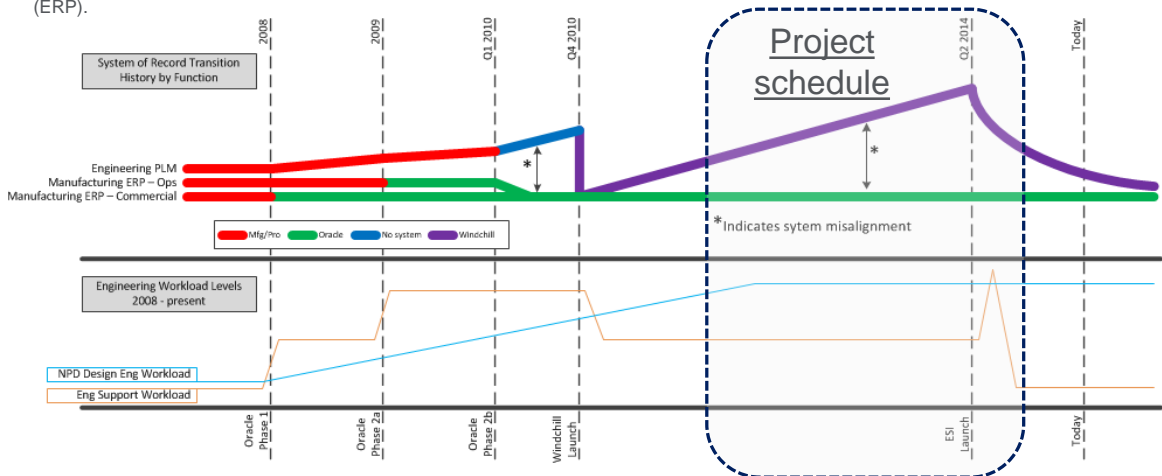 (ERP).
2008
2009
Q1 2010
Q4 2010
Q2 2014
Today
Project
schedule
System of Record Transition
History by Function
Engineering PLM
Manufacturing ERP – Ops
Manufacturing ERP – Commercial
*
*
Mfg/Pro
Oracle
No system
Windchill
*Indicates sytem misalignment
Engineering Workload Levels
2008 - present
NPD Design Eng Workload
Eng Support Workload
Oracle
Phase 1
Oracle
Phase 2a
Oracle
Phase 2b
Windchill
Launch
ESI
Launch
Today